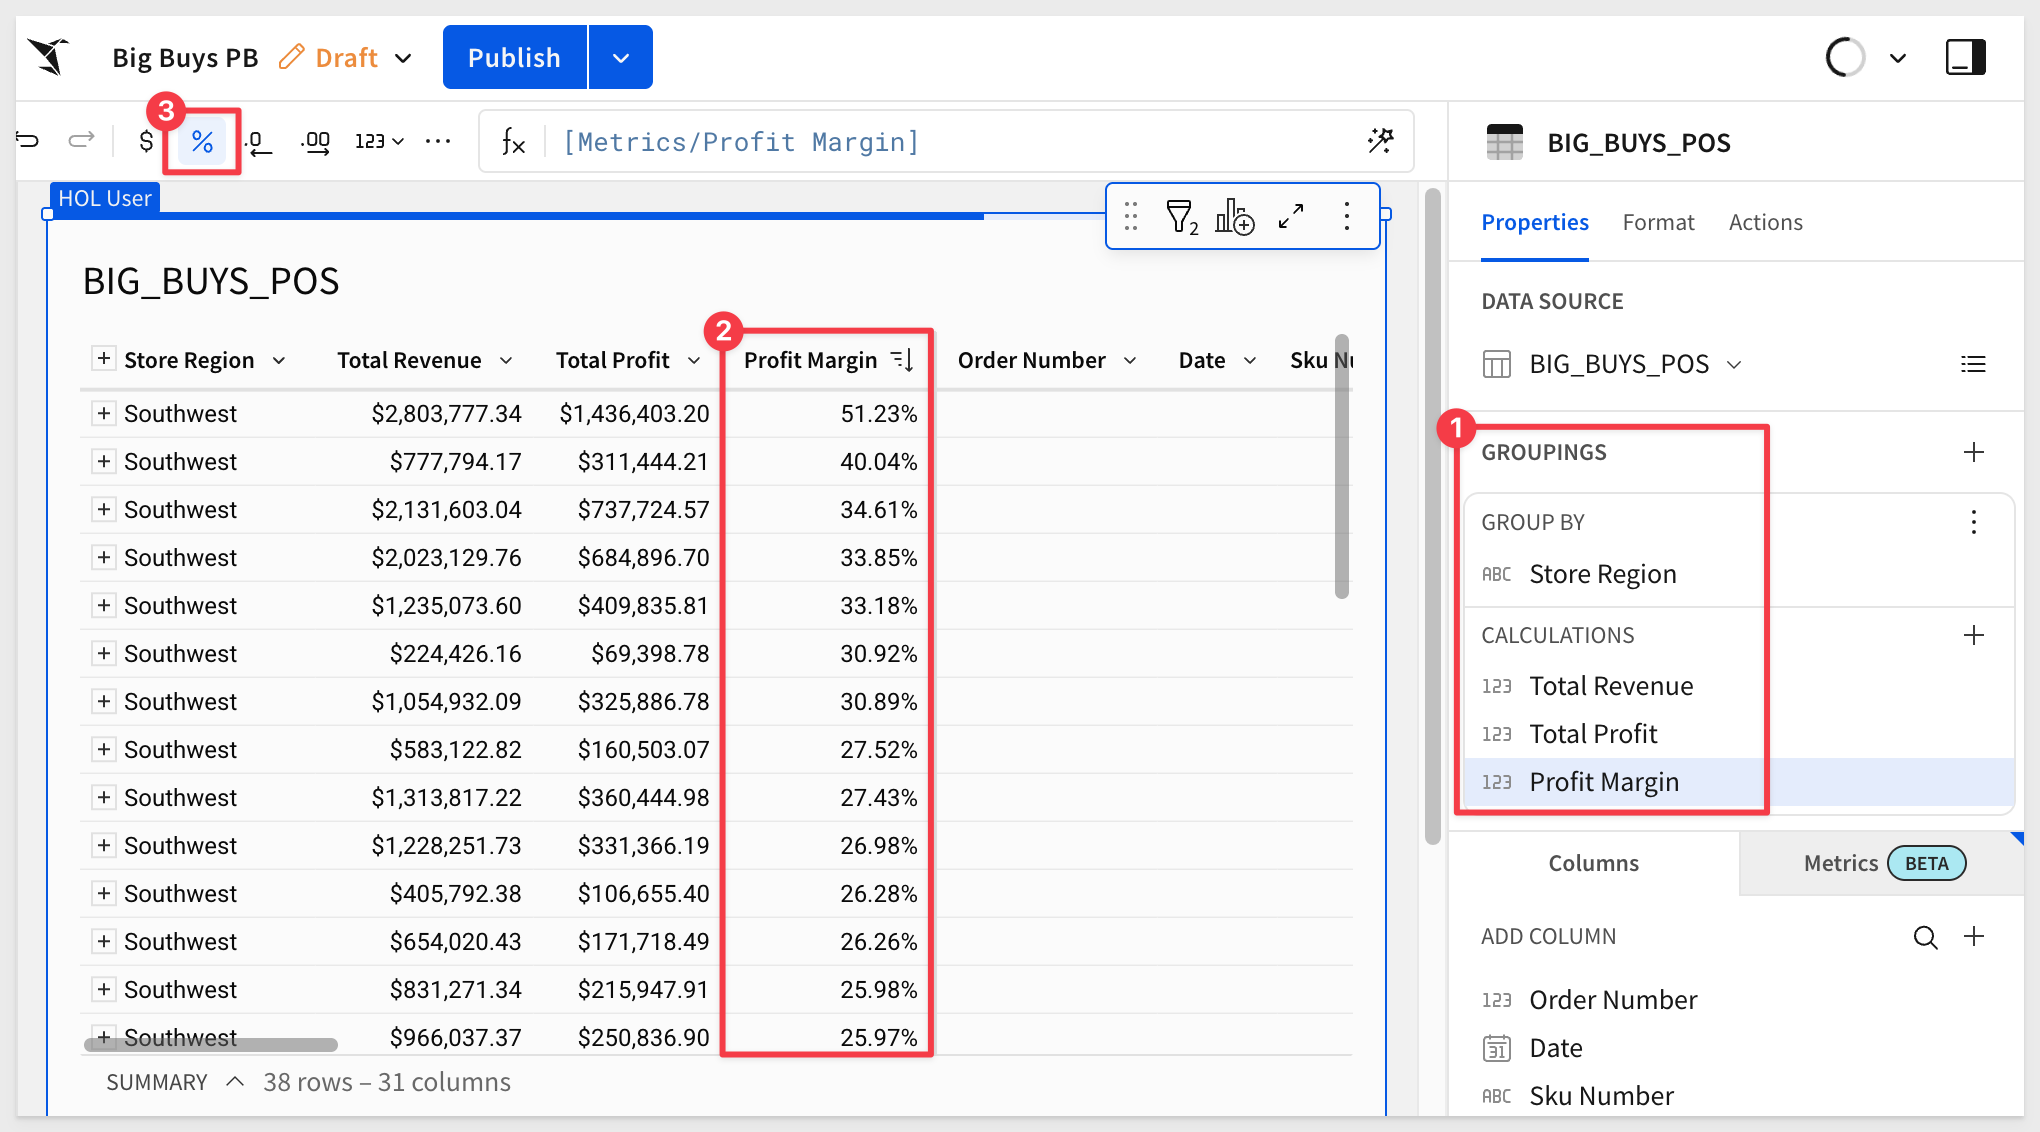 Big Buys PB Draft Publish
3
$ % .0 .00 123 ... fx [Metrics/Profit Margin]
HOL User
2
BIG_BUYS_POS
2
Store Region Total Revenue Total Profit Profit Margin Order Number Date Sku Nu
Southwest $2,803,777.34 $1,436,403.20 51.23%
Southwest $777,794.17 $311,444.21 40.04%
Southwest $2,131,603.04 $737,724.57 34.61%
Southwest $2,023,129.76 $684,896.70 33.85%
Southwest $1,235,073.60 $409,835.81 33.18%
Southwest $224,426.16 $69,398.78 30.92%
Southwest $1,054,932.09 $325,886.78 30.89%
Southwest $583,122.82 $160,503.07 27.52%
Southwest $1,313,817.22 $360,444.98 27.43%
Southwest $1,228,251.73 $331,366.19 26.98%
Southwest $405,792.38 $106,655.40 26.28%
Southwest $654,020.43 $171,718.49 26.26%
Southwest $831,271.34 $215,947.91 25.98%
Southwest $966,037.37 $250,836.90 25.97%
SUMMARY 38 rows – 31 columns
BIG_BUYS_POS
Properties Format Actions
DATA SOURCE
BIG_BUYS_POS
1
GROUPINGS
GROUP BY
ABC Store Region
CALCULATIONS
123 Total Revenue
123 Total Profit
123 Profit Margin
Columns Metrics BETA
ADD COLUMN
123 Order Number
31 Date
ABC Sku Number